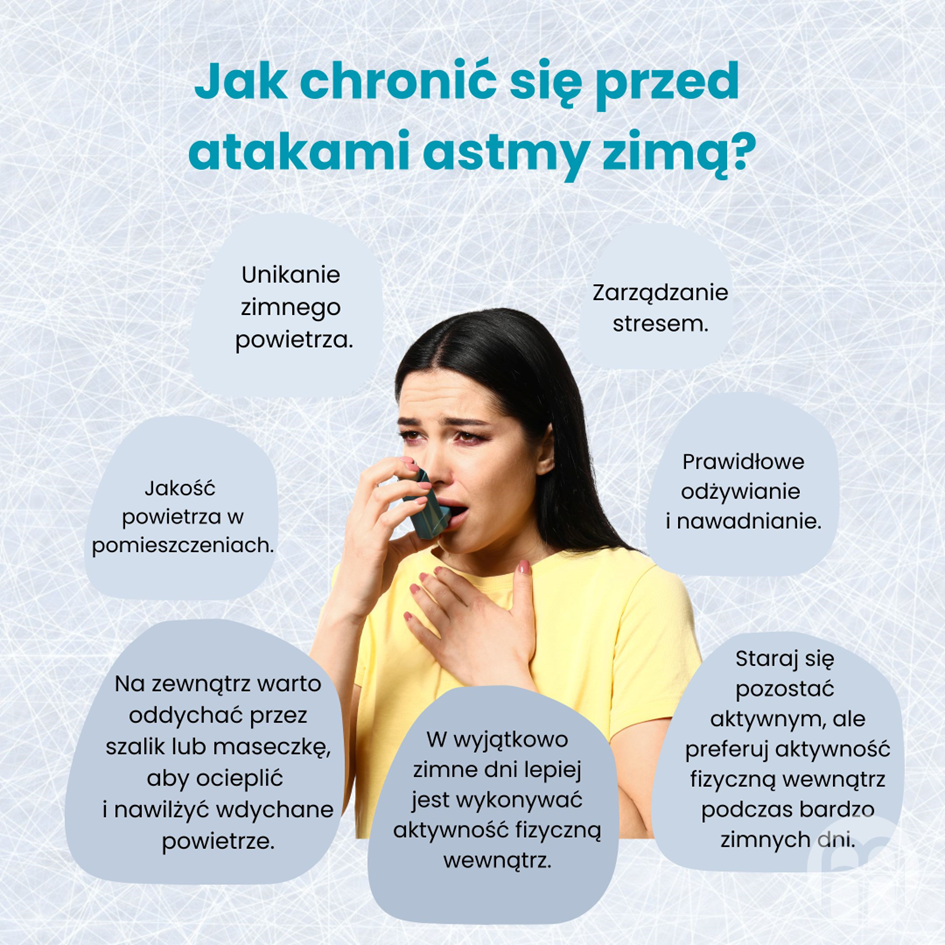 Jak chronić się przed
atakami astmy zimą?
Unikanie
zimnego
powietrza.
Zarządzanie
stresem.
Jakość
powietrza w
pomieszczeniach.
Prawidłowe
odżywianie
i nawadnianie.
Na zewnątrz warto
oddychać przez
szalik lub maseczkę,
aby ocieplić
i nawilżyć wdychane
powietrze.
W wyjątkowo
zimne dni lepiej
jest wykonywać
aktywność fizyczną
wewnątrz.
Staraj się
pozostać
aktywnym, ale
preferuj aktywność
fizyczną wewnątrz
podczas bardzo
zimnych dni.